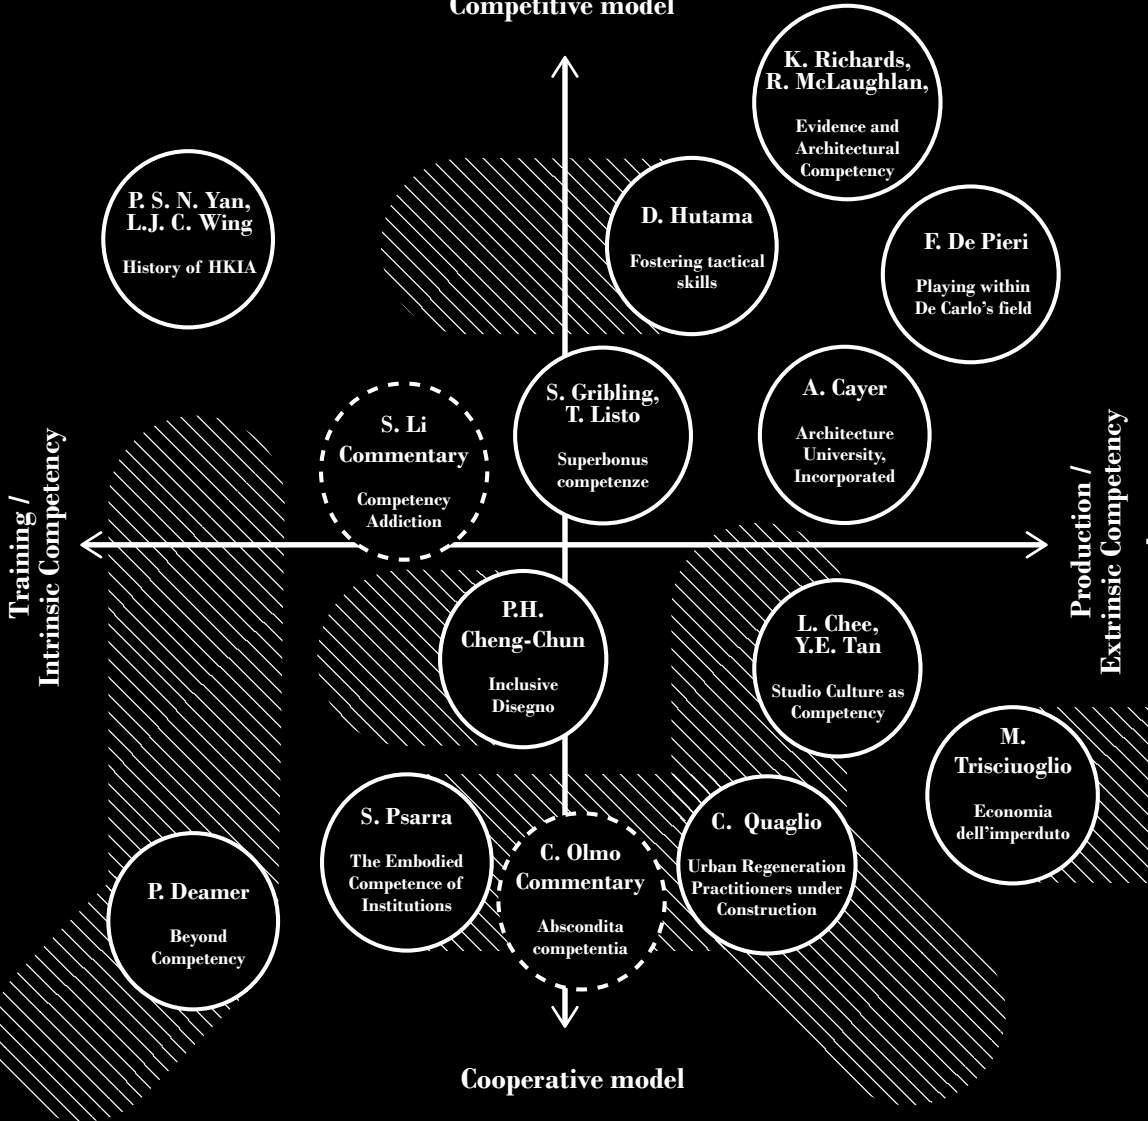 Competitive model
K. Richards,
R. McLaughlan,
Evidence and
Architectural
Competency
P. S. N. Yan,
L.J. C. Wing
History of HKIA
D. Hutama
Fostering tactical
skills
F. De Pieri
Playing within
De Carlo's field
S. Gribling,
T. Listo
Superbonus
competenze
A. Cayer
Architecture
University,
Incorporated
S. Li
Commentary
Competency
Addiction
Training /
Intrinsic Competency
Production /
Extrinsic Competency
P.H.
Cheng-Chun
Inclusive
Disegno
L. Chee,
Y.E. Tan
Studio Culture as
Competency
M.
Trisciuoglio
Economia
dell'imperduto
S. Psarra
The Embodied
Competence of
Institutions
C. Olmo
Commentary
Abscondita
competentia
C. Quaglio
Urban Regeneration
Practitioners under
Construction
P. Deamer
Beyond
Competency
Cooperative model